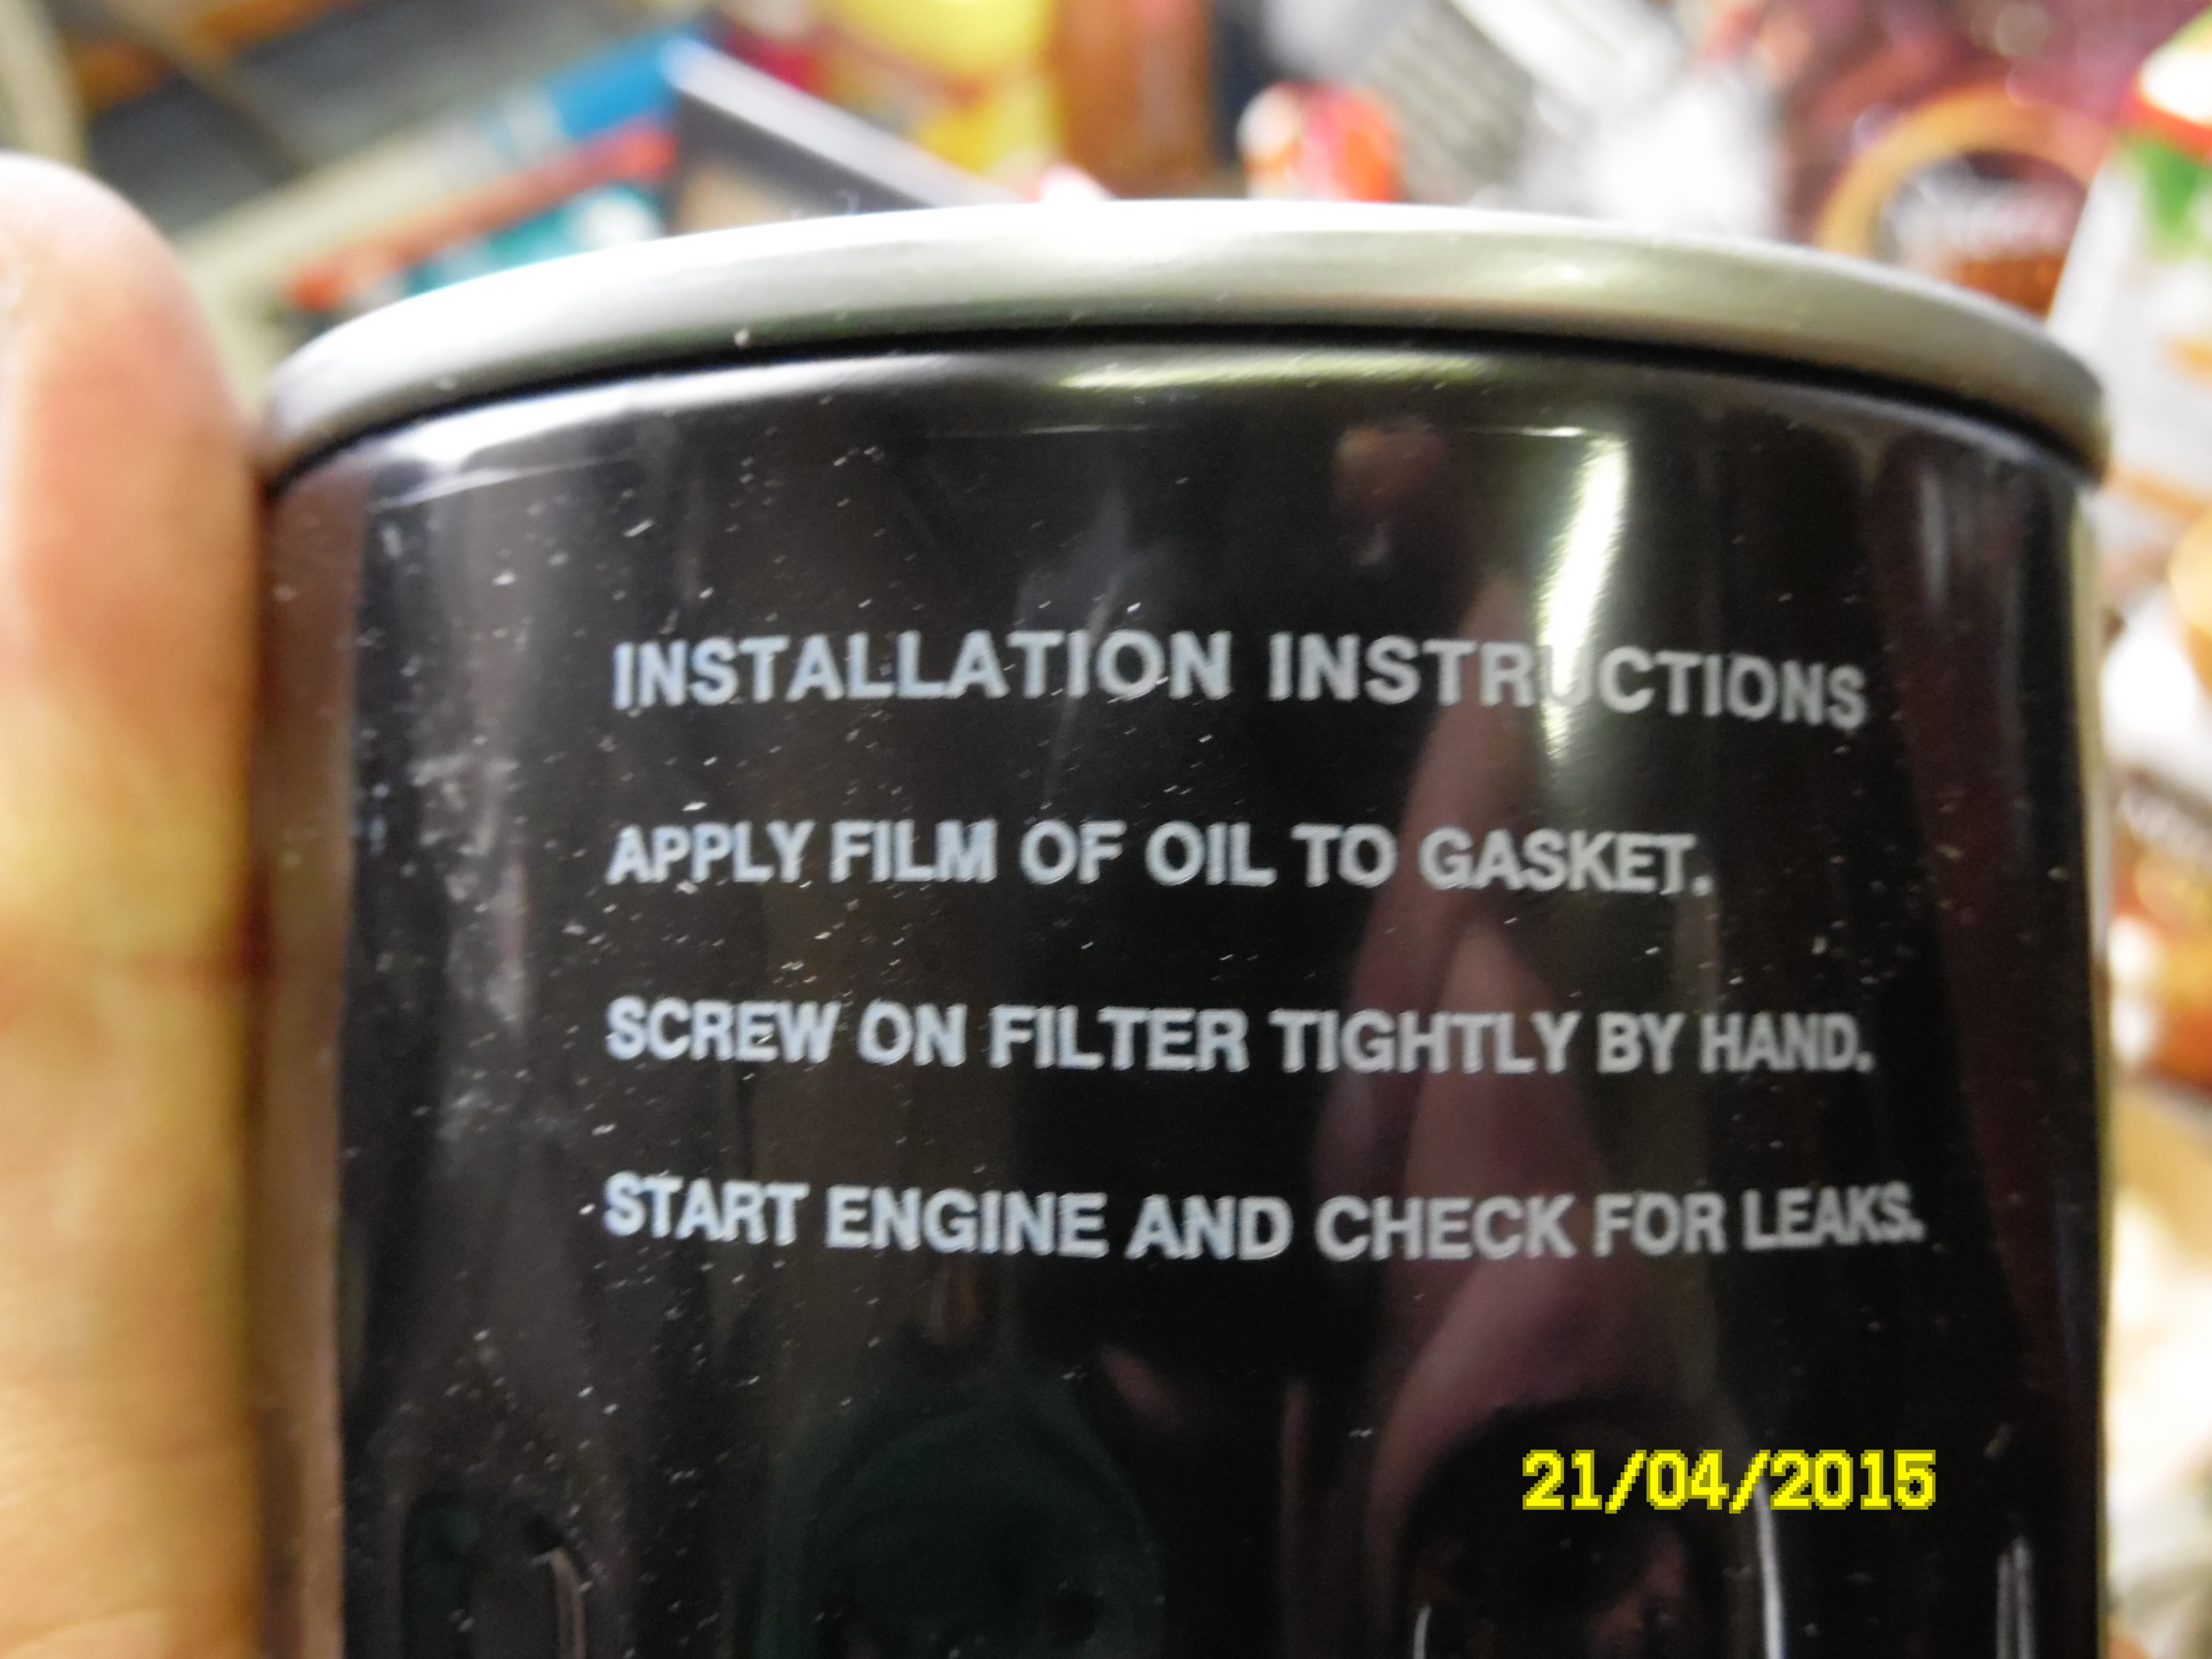 INSTALLATION INSTRUCTIONS
APPLY FILM OF OIL TO GASKET.
SCREW ON FILTER TIGHTLY BY HAND.
START ENGINE AND CHECK FOR LEAKS.
21/04/2015